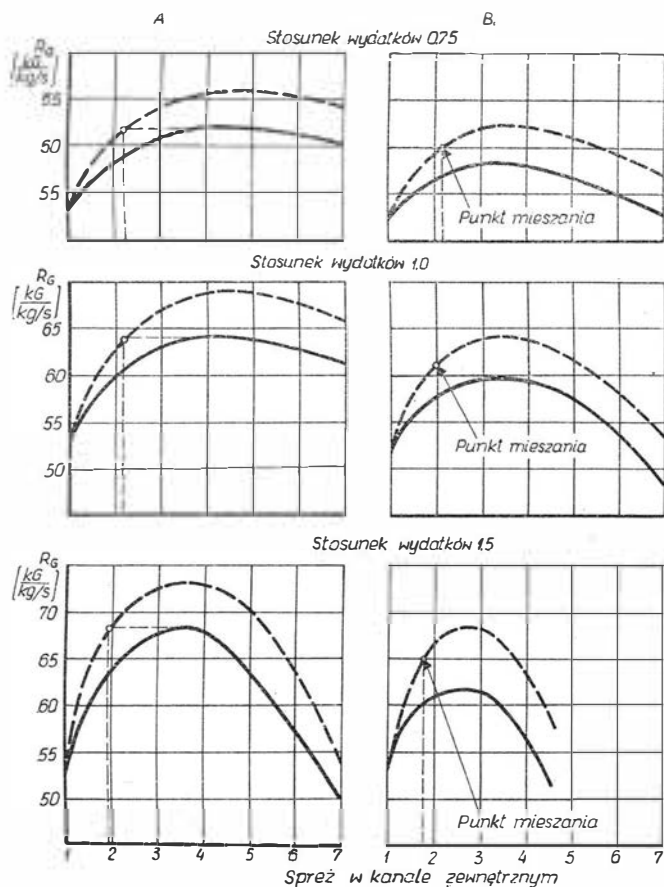 A B.
Stosunek wydatków 0.75
R_G
[kG / kg/s]
65
60
55
Punkt mieszania
Stosunek wydatków 1.0
R_G
[kG / kg/s]
65
60
55
50
Punkt mieszania
Stosunek wydatków 1.5
R_G
[kG / kg/s]
70
65
60
55
50
Punkt mieszania
1 2 3 4 5 6 7 1 2 3 4 5 6 7
Spręż w kanale zewnętrznym